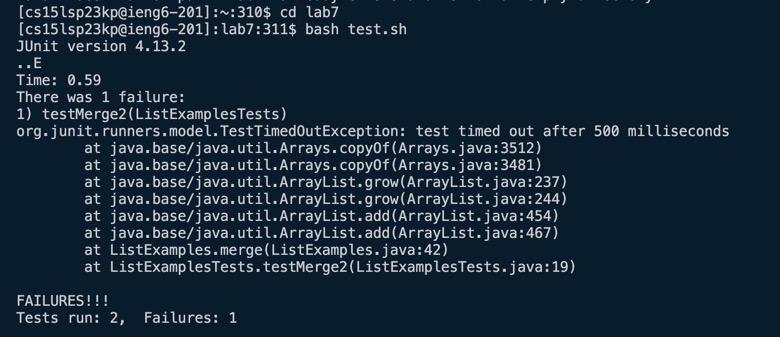 [cs15lsp23kp@ieng6-201]:~:310$ cd lab7
[cs15lsp23kp@ieng6-201]:lab7:311$ bash test.sh
JUnit version 4.13.2
..E
Time: 0.59
There was 1 failure:
1) testMerge2(ListExamplesTests)
org.junit.runners.model.TestTimedOutException: test timed out after 500 milliseconds
        at java.base/java.util.Arrays.copyOf(Arrays.java:3512)
        at java.base/java.util.Arrays.copyOf(Arrays.java:3481)
        at java.base/java.util.ArrayList.grow(ArrayList.java:237)
        at java.base/java.util.ArrayList.grow(ArrayList.java:244)
        at java.base/java.util.ArrayList.add(ArrayList.java:454)
        at java.base/java.util.ArrayList.add(ArrayList.java:467)
        at ListExamples.merge(ListExamples.java:42)
        at ListExamplesTests.testMerge2(ListExamplesTests.java:19)

FAILURES!!!
Tests run: 2,  Failures: 1